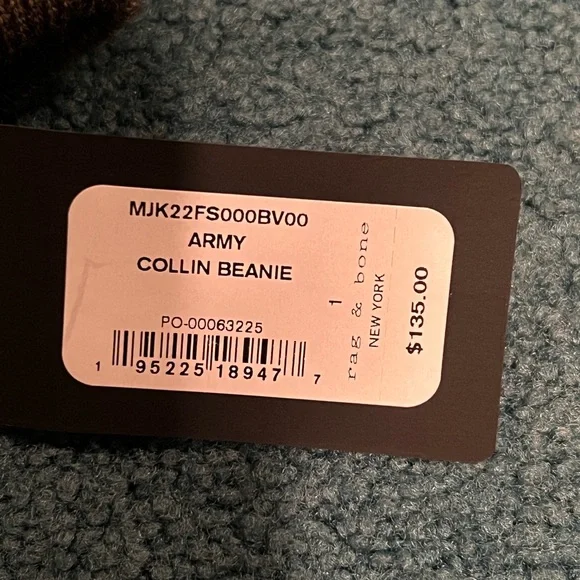 MJK22FS000BV00
ARMY
COLLIN BEANIE
PO-00063225
1 95225 18947 7
1
rag & bone
NEW YORK
$135.00